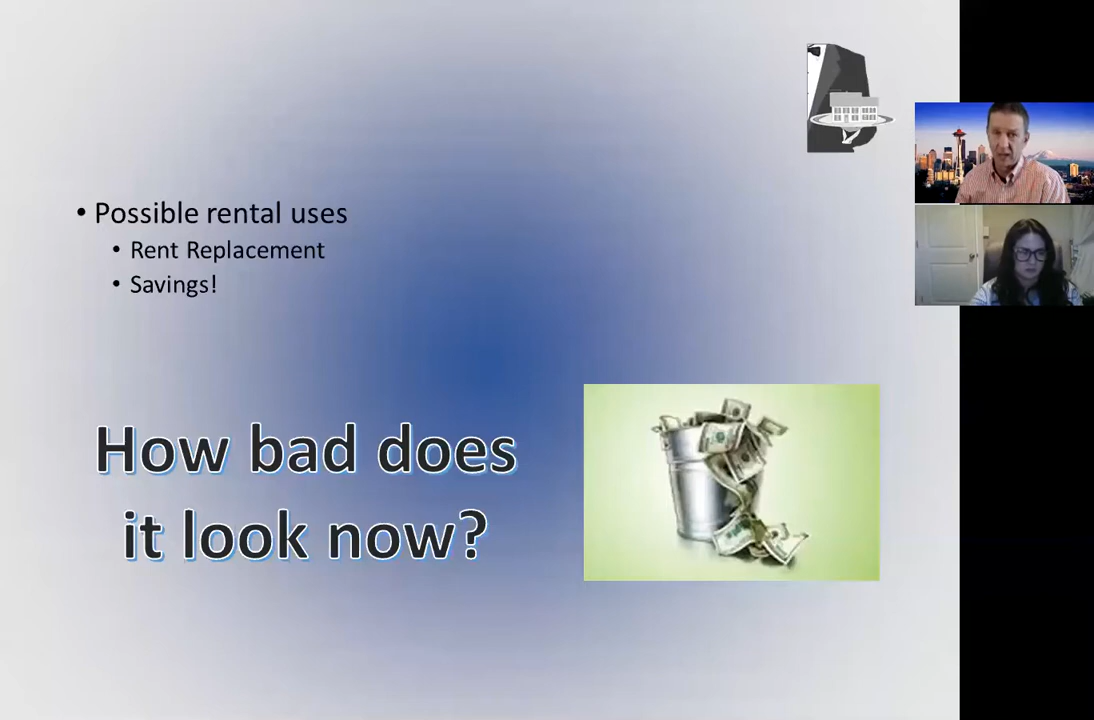 • Possible rental uses
• Rent Replacement
• Savings!
How bad does
it look now?